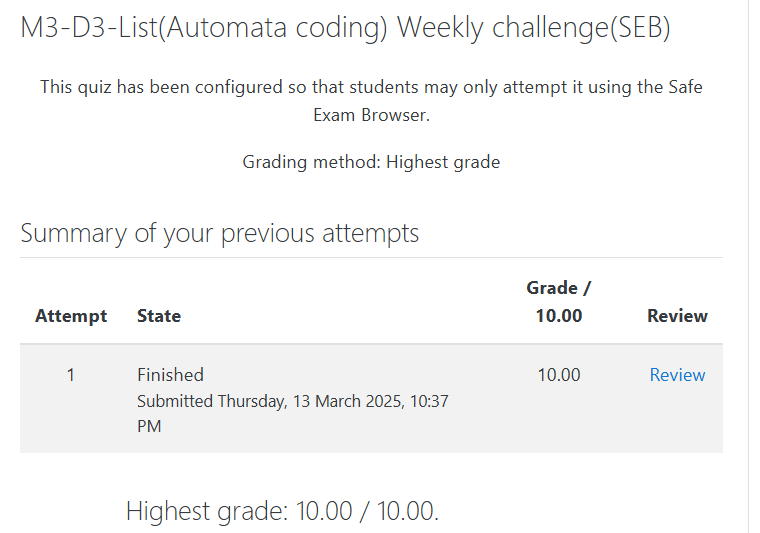 M3-D3-List(Automata coding) Weekly challenge(SEB)
This quiz has been configured so that students may only attempt it using the Safe
Exam Browser.
Grading method: Highest grade
Summary of your previous attempts
Attempt State Grade / 10.00 Review
1 Finished 10.00 Review
Submitted Thursday, 13 March 2025, 10:37
PM
Highest grade: 10.00 / 10.00.